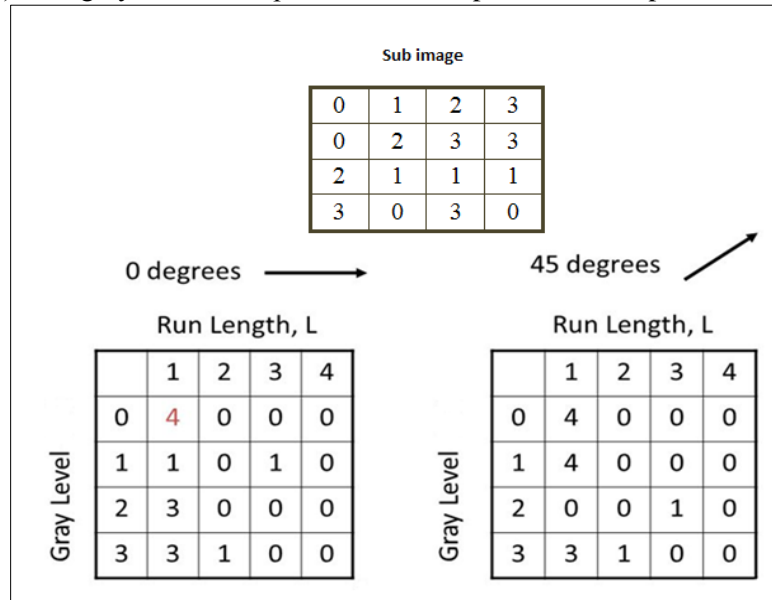 Sub image
0 1 2 3
0 2 3 3
2 1 1 1
3 0 3 0
0 degrees
Run Length, L
1 2 3 4
0 4 0 0 0
1 1 0 1 0
2 3 0 0 0
3 3 1 0 0
Gray Level
45 degrees
Run Length, L
1 2 3 4
0 4 0 0 0
1 4 0 0 0
2 0 0 1 0
3 3 1 0 0
Gray Level